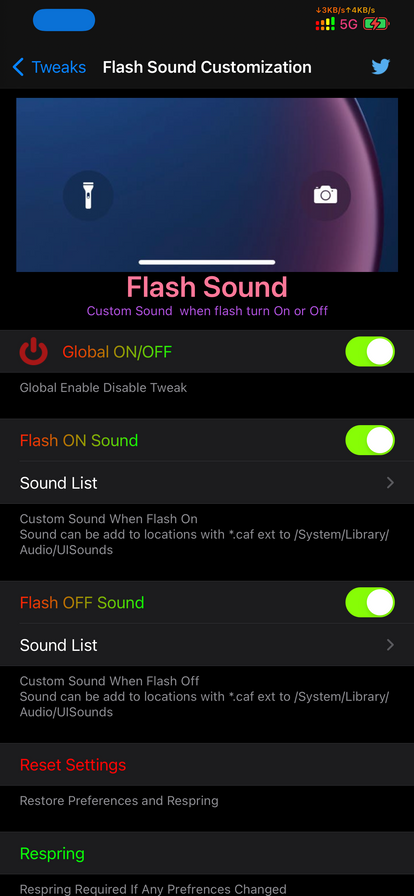 ↓3KB/s↑4KB/s
5G
Tweaks
Flash Sound Customization
Flash Sound
Custom Sound when flash turn On or Off
Global ON/OFF
Global Enable Disable Tweak
Flash ON Sound
Sound List
Custom Sound When Flash On
Sound can be add to locations with *.caf ext to /System/Library/
Audio/UISounds
Flash OFF Sound
Sound List
Custom Sound When Flash Off
Sound can be add to locations with *.caf ext to /System/Library/
Audio/UISounds
Reset Settings
Restore Preferences and Respring
Respring
Respring Required If Any Prefrences Changed